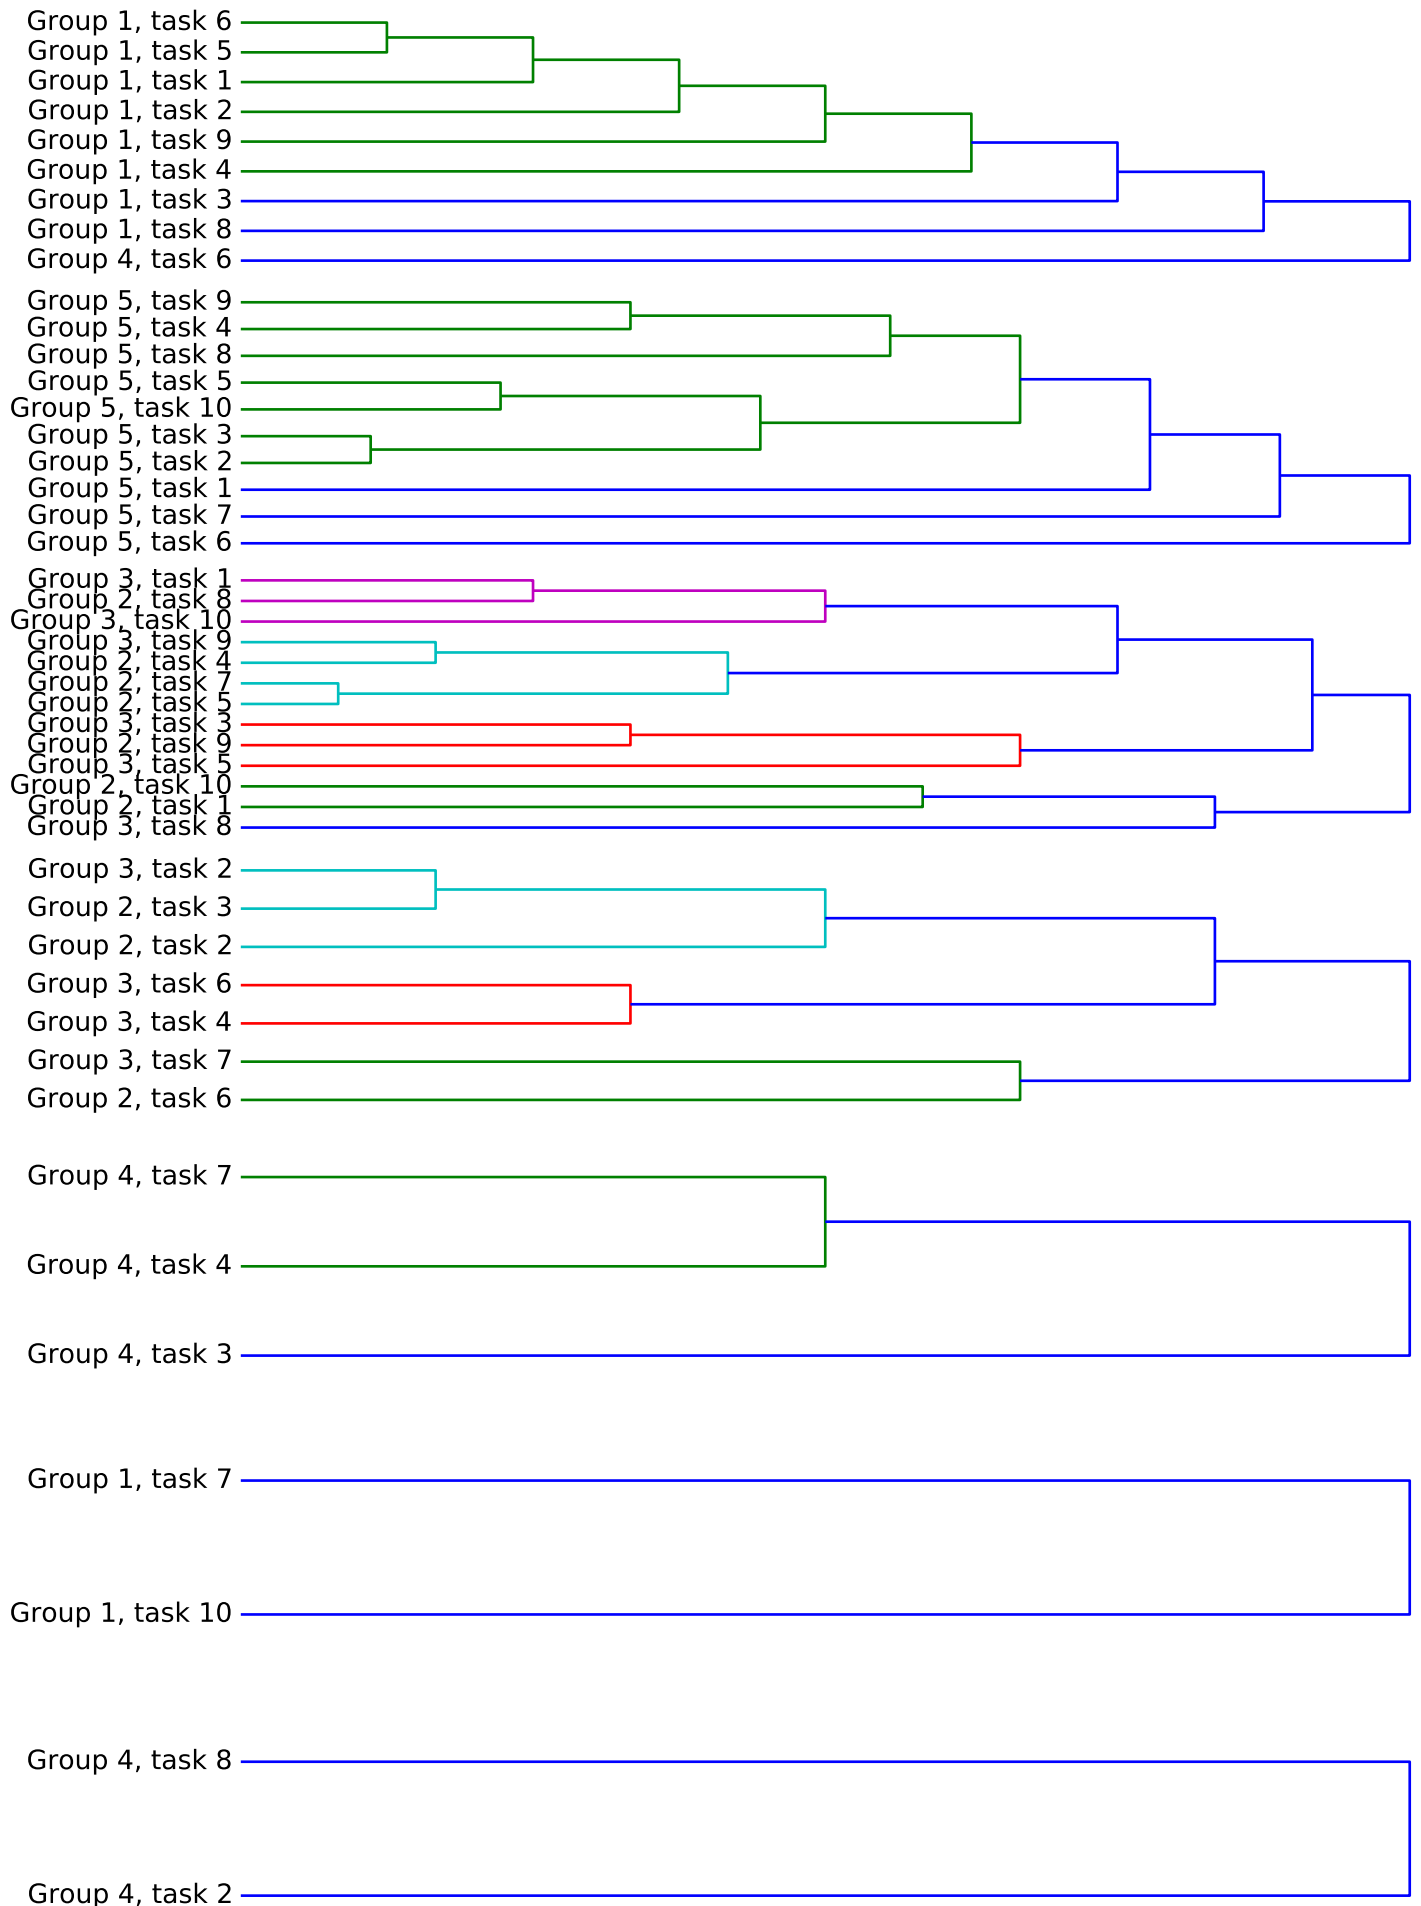 Group 1, task 6
Group 1, task 5
Group 1, task 1
Group 1, task 2
Group 1, task 9
Group 1, task 4
Group 1, task 3
Group 1, task 8
Group 4, task 6
Group 5, task 9
Group 5, task 4
Group 5, task 8
Group 5, task 5
Group 5, task 10
Group 5, task 3
Group 5, task 2
Group 5, task 1
Group 5, task 7
Group 5, task 6
Group 3, task 1
Group 2, task 8
Group 3, task 10
Group 3, task 9
Group 2, task 4
Group 2, task 7
Group 2, task 5
Group 3, task 3
Group 2, task 9
Group 3, task 5
Group 2, task 10
Group 2, task 1
Group 3, task 8
Group 3, task 2
Group 2, task 3
Group 2, task 2
Group 3, task 6
Group 3, task 4
Group 3, task 7
Group 2, task 6
Group 4, task 7
Group 4, task 4
Group 4, task 3
Group 1, task 7
Group 1, task 10
Group 4, task 8
Group 4, task 2